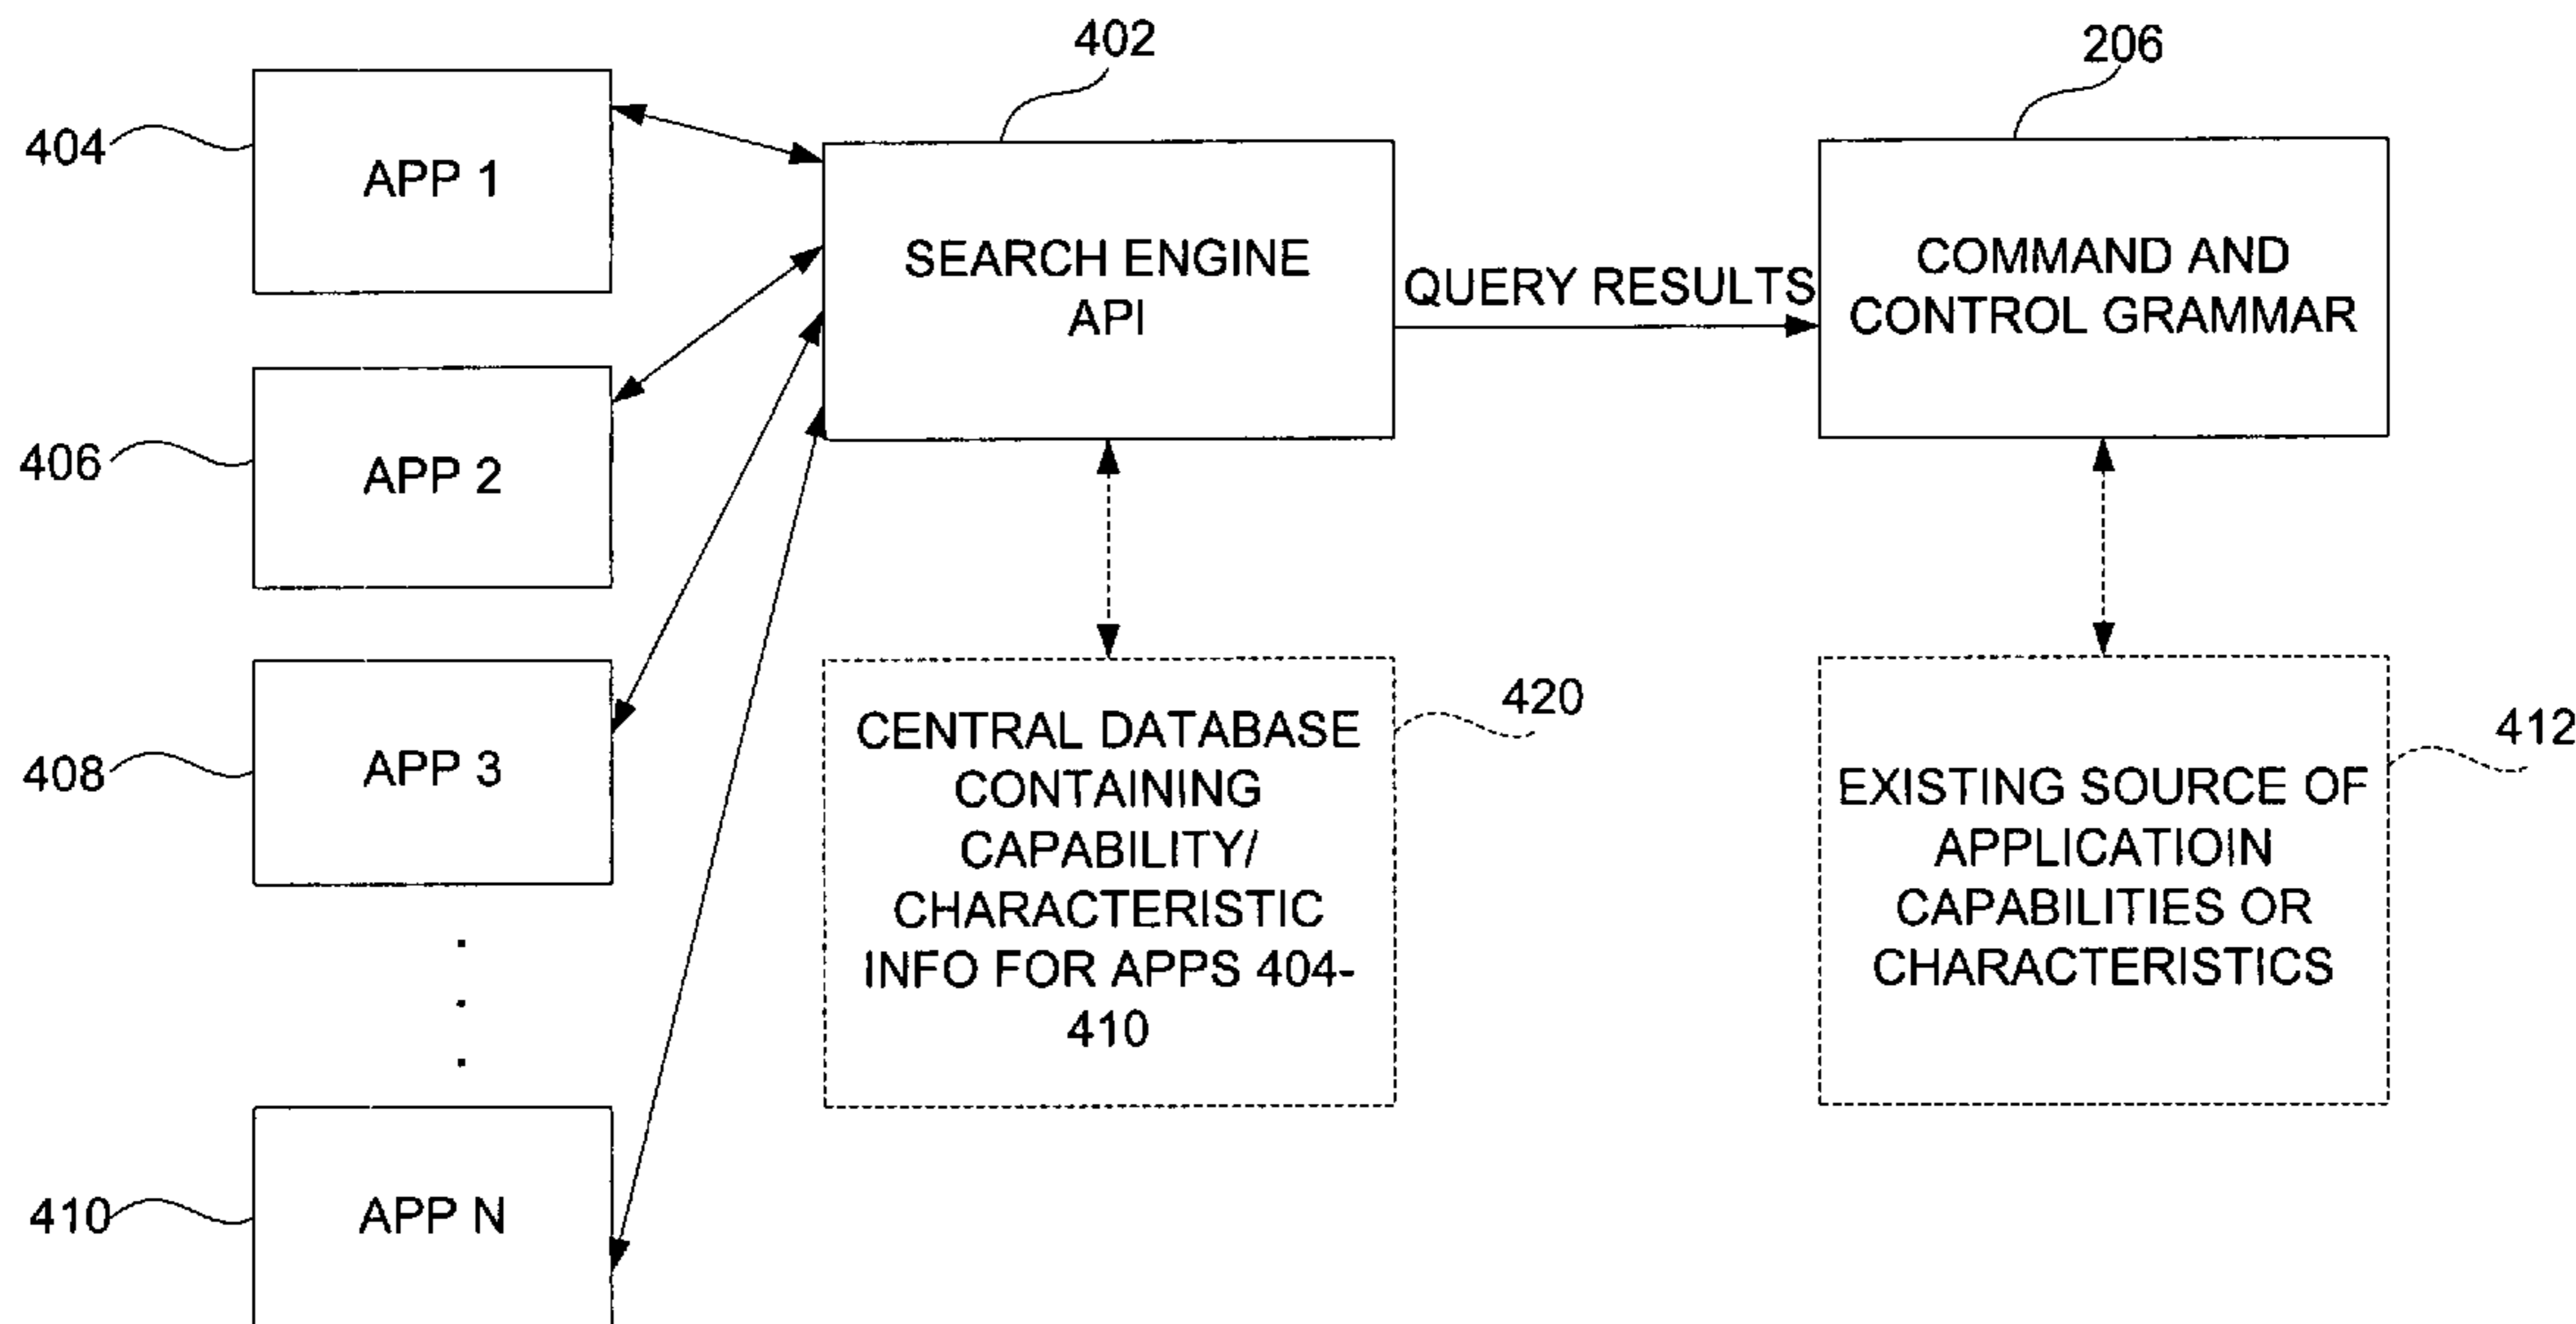 402
206
404
APP 1
SEARCH ENGINE
API
QUERY RESULTS
COMMAND AND
CONTROL GRAMMAR
406
APP 2
408
APP 3
420
CENTRAL DATABASE
CONTAINING
CAPABILITY/
CHARACTERISTIC
INFO FOR APPS 404-
410
412
EXISTING SOURCE OF
APPLICATIOIN
CAPABILITIES OR
CHARACTERISTICS
410
APP N